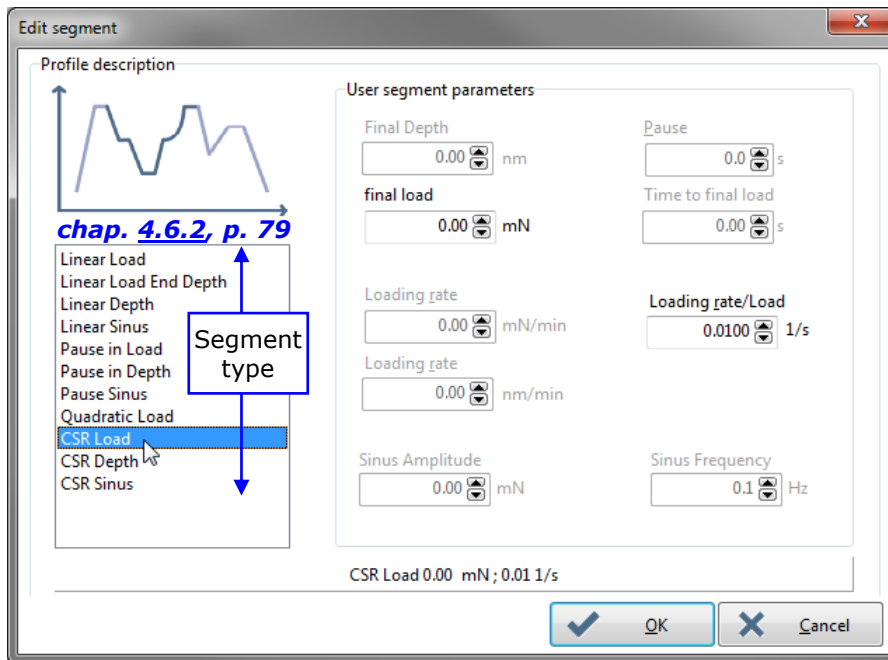 Edit segment
Profile description
chap. 4.6.2, p. 79
Linear Load
Linear Load End Depth
Linear Depth
Linear Sinus
Pause in Load
Pause in Depth
Pause Sinus
Quadratic Load
CSR Load
CSR Depth
CSR Sinus
Segment
type
User segment parameters
Final Depth
0.00 nm
Pause
0.0 s
final load
0.00 mN
Time to final load
0.00 s
Loading rate
0.00 mN/min
Loading rate/Load
0.0100 1/s
Loading rate
0.00 nm/min
Sinus Amplitude
0.00 mN
Sinus Frequency
0.1 Hz
CSR Load 0.00 mN ; 0.01 1/s
OK
Cancel